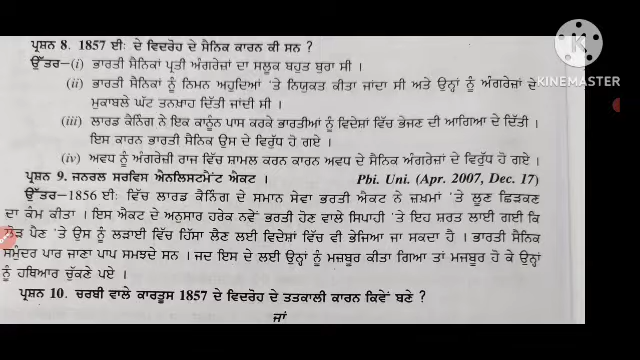 ਪ੍ਰਸ਼ਨ 8. 1857 ਈ: ਦੇ ਵਿਦਰੋਹ ਦੇ ਸੈਨਿਕ ਕਾਰਨ ਕੀ ਸਨ ?
ਉੱਤਰ-(i) ਭਾਰਤੀ ਸੈਨਿਕਾਂ ਪ੍ਰਤੀ ਅੰਗਰੇਜ਼ਾਂ ਦਾ ਸਲੂਕ ਬਹੁਤ ਬੁਰਾ ਸੀ ।
(ii) ਭਾਰਤੀ ਸੈਨਿਕਾਂ ਨੂੰ ਨਿਮਨ ਅਹੁਦਿਆਂ 'ਤੇ ਨਿਯੁਕਤ ਕੀਤਾ ਜਾਂਦਾ ਸੀ ਅਤੇ ਉਨ੍ਹਾਂ ਨੂੰ ਅੰਗਰੇਜ਼ਾਂ ਦੇ
ਮੁਕਾਬਲੇ ਘੱਟ ਤਨਖ਼ਾਹ ਦਿੱਤੀ ਜਾਂਦੀ ਸੀ ।
(iii) ਲਾਰਡ ਕੈਨਿੰਗ ਨੇ ਇਕ ਕਾਨੂੰਨ ਪਾਸ ਕਰਕੇ ਭਾਰਤੀਆਂ ਨੂੰ ਵਿਦੇਸ਼ਾਂ ਵਿੱਚ ਭੇਜਣ ਦੀ ਆਗਿਆ ਦੇ ਦਿੱਤੀ ।
ਇਸ ਕਾਰਨ ਭਾਰਤੀ ਸੈਨਿਕ ਉਸ ਦੇ ਵਿਰੁੱਧ ਹੋ ਗਏ ।
(iv) ਅਵਧ ਨੂੰ ਅੰਗਰੇਜ਼ੀ ਰਾਜ ਵਿੱਚ ਸ਼ਾਮਲ ਕਰਨ ਕਾਰਨ ਅਵਧ ਦੇ ਸੈਨਿਕ ਅੰਗਰੇਜ਼ਾਂ ਦੇ ਵਿਰੁੱਧ ਹੋ ਗਏ ।
ਪ੍ਰਸ਼ਨ 9. ਜਨਰਲ ਸਰਵਿਸ ਐਨਲਿਸਟਮੈਂਟ ਐਕਟ । Pbi. Uni. (Apr. 2007, Dec. 17)
ਉੱਤਰ-1856 ਈ: ਵਿੱਚ ਲਾਰਡ ਕੈਨਿੰਗ ਦੇ ਸਮਾਨ ਸੇਵਾ ਭਰਤੀ ਐਕਟ ਨੇ ਜ਼ਖ਼ਮਾਂ 'ਤੇ ਲੂਣ ਛਿੜਕਣ
ਦਾ ਕੰਮ ਕੀਤਾ । ਇਸ ਐਕਟ ਦੇ ਅਨੁਸਾਰ ਹਰੇਕ ਨਵੇਂ ਭਰਤੀ ਹੋਣ ਵਾਲੇ ਸਿਪਾਹੀ 'ਤੇ ਇਹ ਸ਼ਰਤ ਲਾਈ ਗਈ ਕਿ
ਲੋੜ ਪੈਣ 'ਤੇ ਉਸ ਨੂੰ ਲੜਾਈ ਵਿੱਚ ਹਿੱਸਾ ਲੈਣ ਲਈ ਵਿਦੇਸ਼ਾਂ ਵਿੱਚ ਵੀ ਭੇਜਿਆ ਜਾ ਸਕਦਾ ਹੈ । ਭਾਰਤੀ ਸੈਨਿਕ
ਸਮੁੰਦਰ ਪਾਰ ਜਾਣਾ ਪਾਪ ਸਮਝਦੇ ਸਨ । ਜਦ ਇਸ ਦੇ ਲਈ ਉਨ੍ਹਾਂ ਨੂੰ ਮਜ਼ਬੂਰ ਕੀਤਾ ਗਿਆ ਤਾਂ ਮਜਬੂਰ ਹੋ ਕੇ ਉਨ੍ਹਾਂ
ਨੂੰ ਹਥਿਆਰ ਚੁੱਕਣੇ ਪਏ ।
ਪ੍ਰਸ਼ਨ 10. ਚਰਬੀ ਵਾਲੇ ਕਾਰਤੂਸ 1857 ਦੇ ਵਿਦਰੋਹ ਦੇ ਤਤਕਾਲੀ ਕਾਰਨ ਕਿਵੇਂ ਬਣੇ ?
ਜਾਂ
KINEMASTER